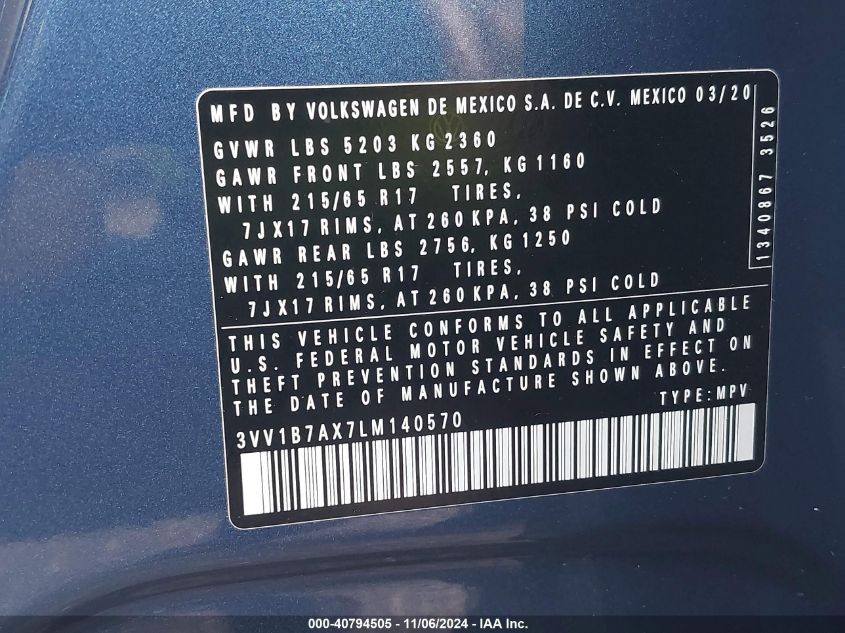 MFD BY VOLKSWAGEN DE MEXICO S.A. DE C.V. MEXICO 03/20
GVWR LBS 5203 KG 2360
GAWR FRONT LBS 2557, KG 1160
WITH 215/65 R17 TIRES,
7JX17 RIMS, AT 260 KPA, 38 PSI COLD
GAWR REAR LBS 2756, KG 1250
WITH 215/65 R17 TIRES,
7JX17 RIMS, AT 260 KPA, 38 PSI COLD
1340867 3526
THIS VEHICLE CONFORMS TO ALL APPLICABLE
U.S. FEDERAL MOTOR VEHICLE SAFETY AND
THEFT PREVENTION STANDARDS IN EFFECT ON
THE DATE OF MANUFACTURE SHOWN ABOVE.
TYPE:MPV
3VV1B7AX7LM140570
000-40794505 - 11/06/2024 - IAA Inc.